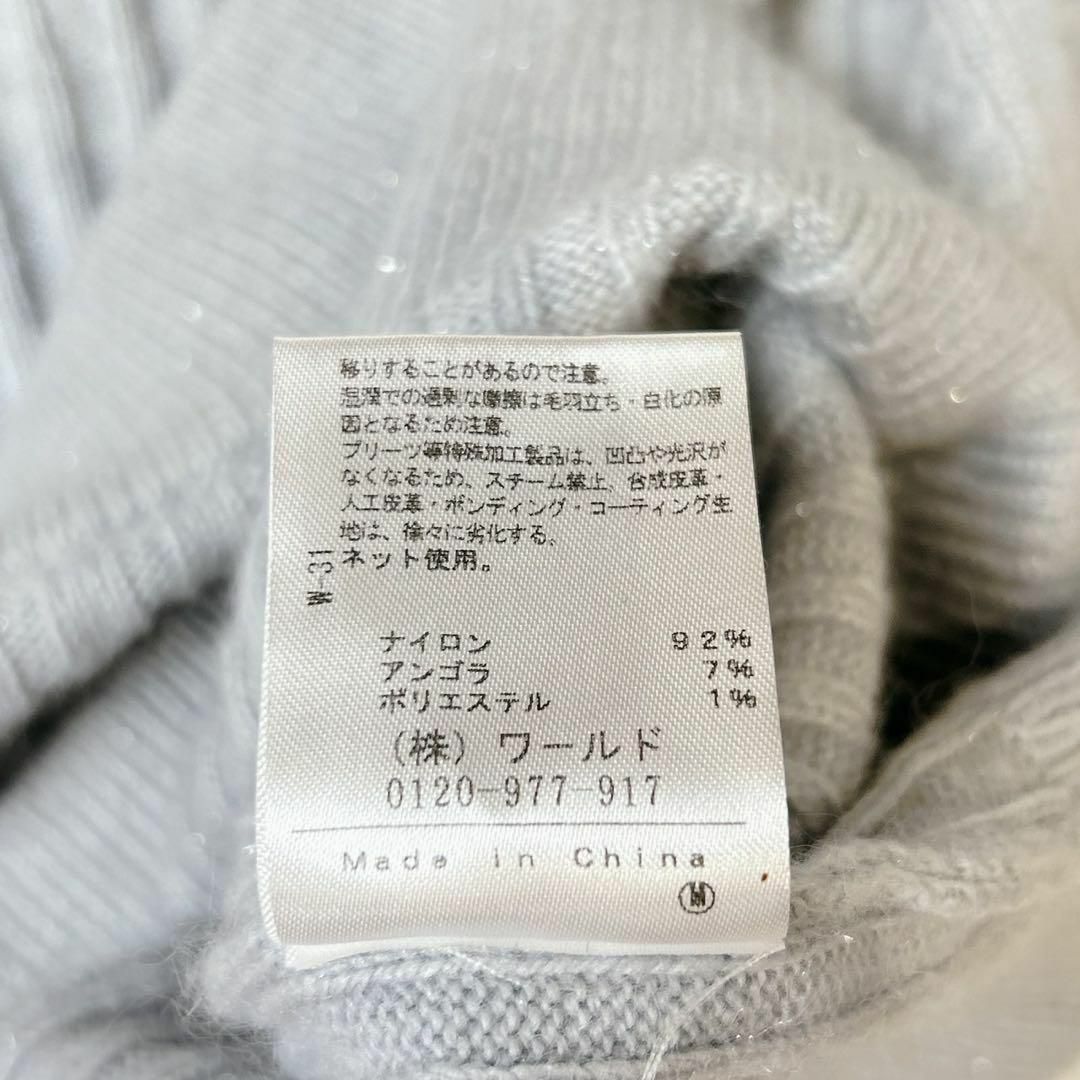 移りすることがあるので注意。
湿潤での過剰な摩擦は毛羽立ち・白化の原
因となるため注意。
プリーツ等特殊加工製品は、凹凸や光沢が
なくなるため、スチーム禁止、合成皮革・
人工皮革・ボンディング・コーティング生
地は、徐々に劣化する。
ネット使用。
M-31
ナイロン 92%
アンゴラ 7%
ポリエステル 1%
(株) ワールド
0120-977-917
Made in China
M